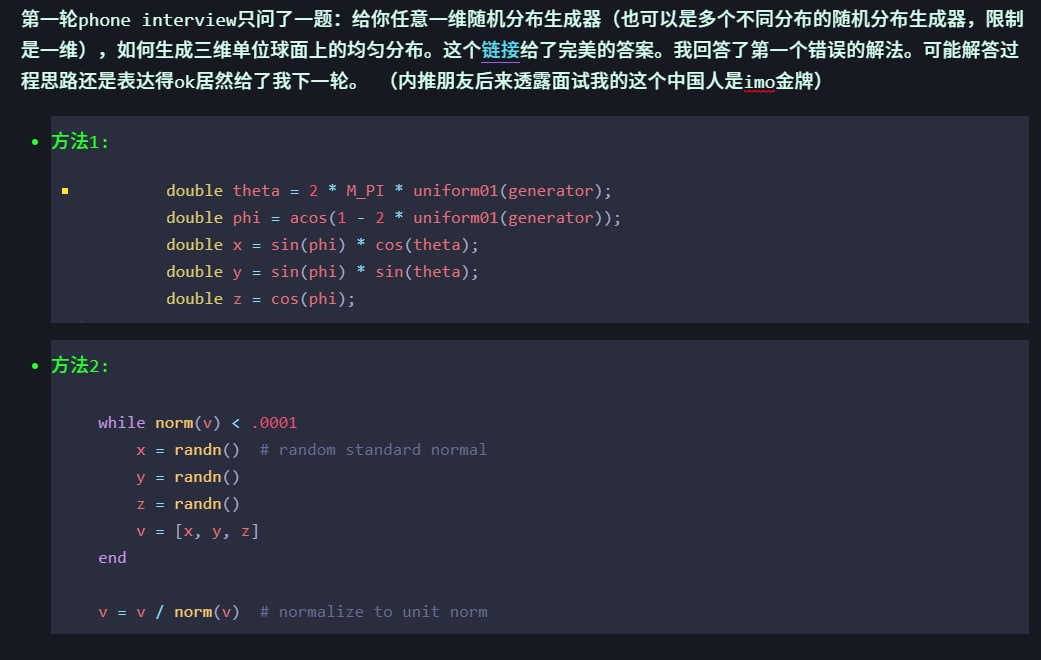 第一轮phone interview只问了一题：给你任意一维随机分布生成器（也可以是多个不同分布的随机分布生成器，限制
是一维），如何生成三维单位球面上的均匀分布。这个链接给了完美的答案。我回答了第一个错误的解法。可能解答过
程思路还是表达得ok居然给了我下一轮。 （内推朋友后来透露面试我的这个中国人是imo金牌）
• 方法1:
double theta = 2 * M_PI * uniform01(generator);
double phi = acos(1 - 2 * uniform01(generator));
double x = sin(phi) * cos(theta);
double y = sin(phi) * sin(theta);
double z = cos(phi);
• 方法2:
while norm(v) < .0001
x = randn()  # random standard normal
y = randn()
z = randn()
v = [x, y, z]
end
v = v / norm(v)  # normalize to unit norm